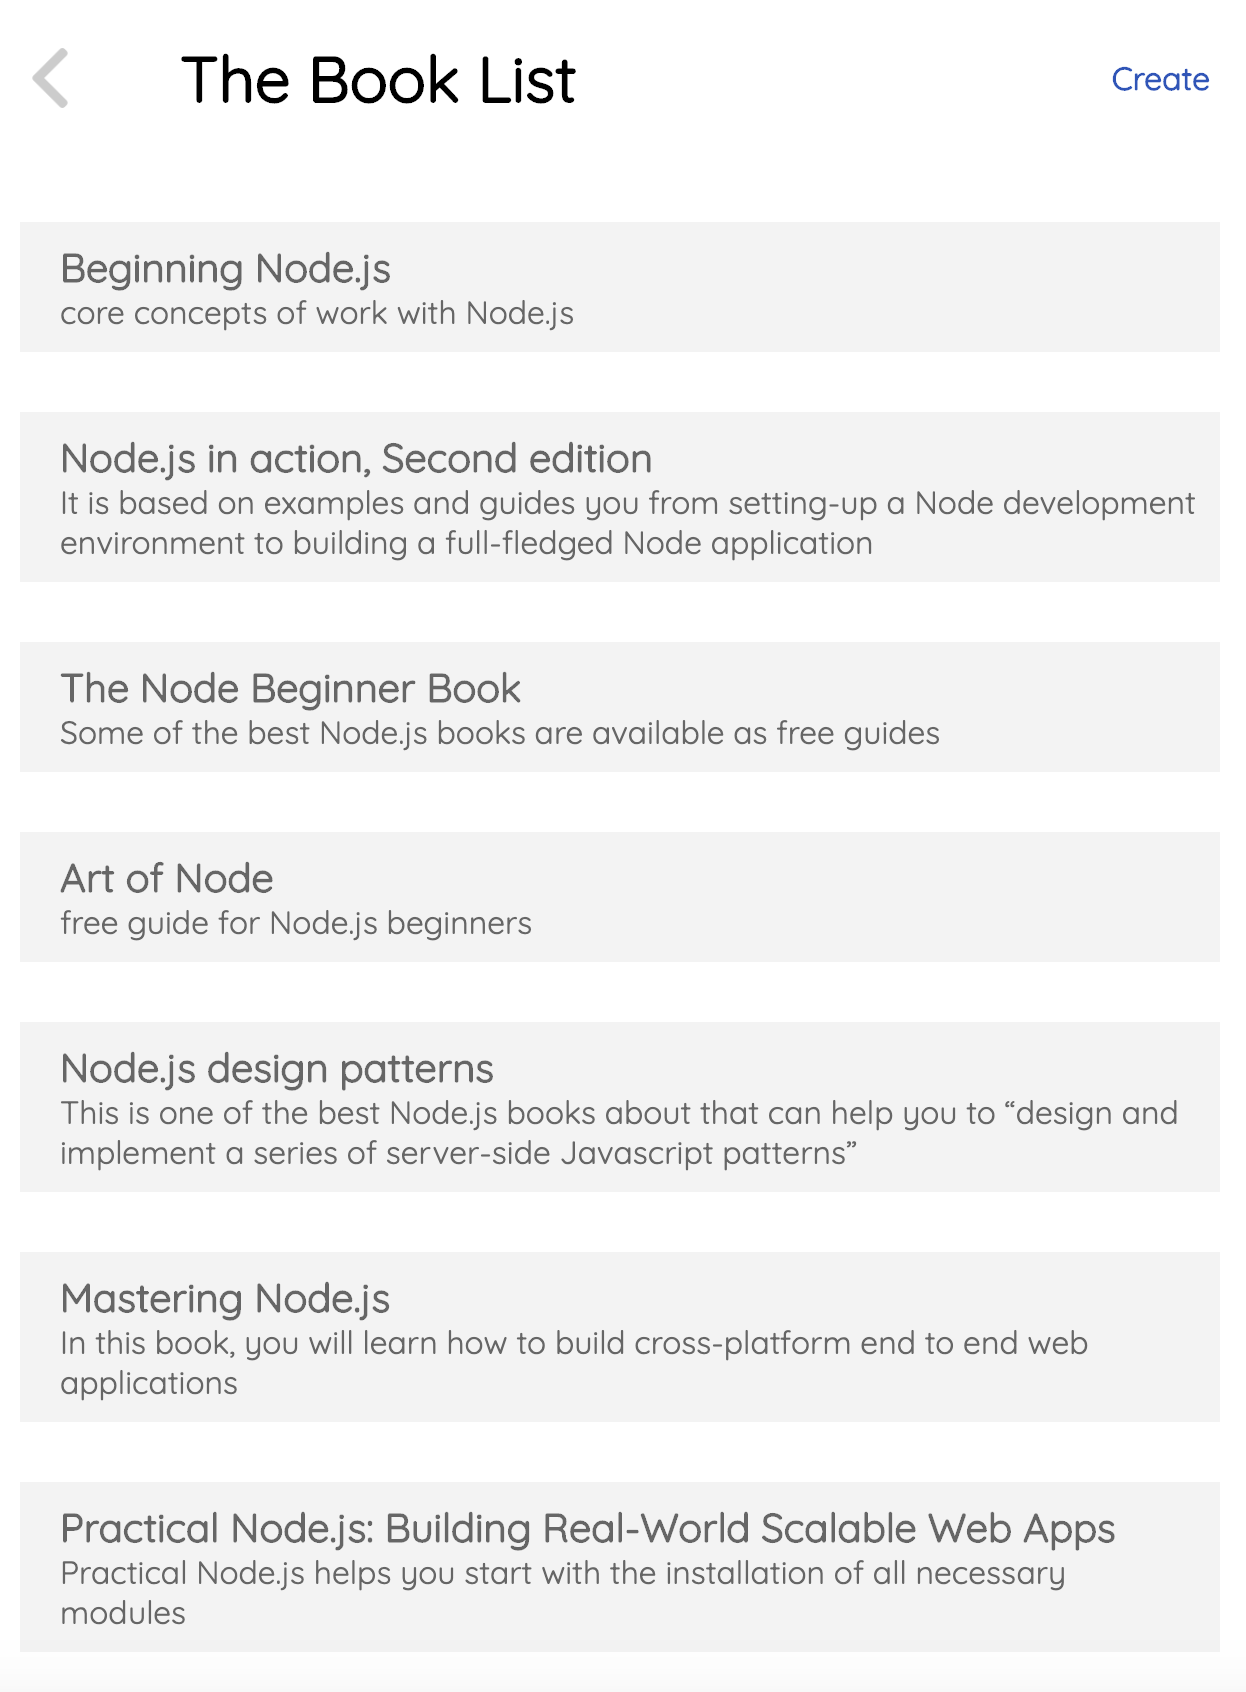 The Book List
Create
Beginning Node.js
core concepts of work with Node.js
Node.js in action, Second edition
It is based on examples and guides you from setting-up a Node development
environment to building a full-fledged Node application
The Node Beginner Book
Some of the best Node.js books are available as free guides
Art of Node
free guide for Node.js beginners
Node.js design patterns
This is one of the best Node.js books about that can help you to “design and
implement a series of server-side Javascript patterns”
Mastering Node.js
In this book, you will learn how to build cross-platform end to end web
applications
Practical Node.js: Building Real-World Scalable Web Apps
Practical Node.js helps you start with the installation of all necessary
modules